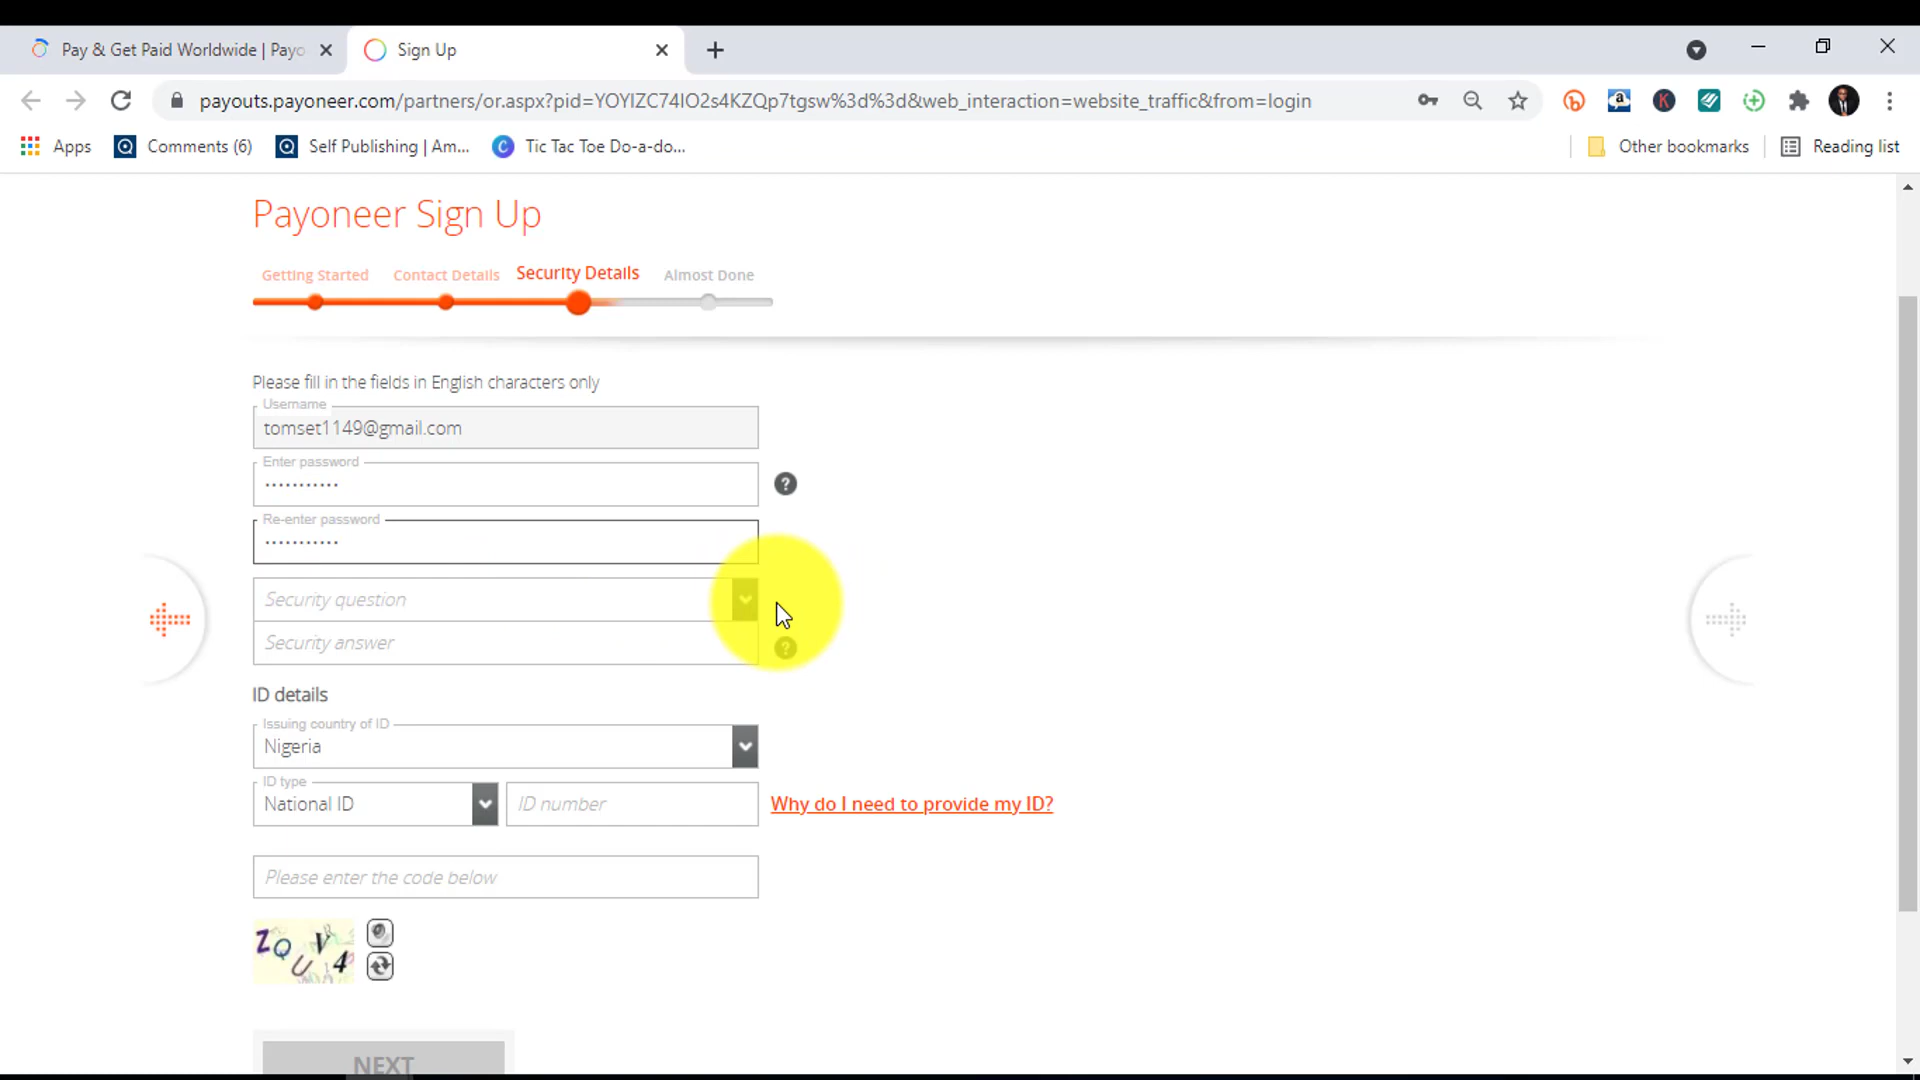 Pay & Get Paid Worldwide | Payo
Sign Up
payouts.payoneer.com/partners/or.aspx?pid=YOYIZC74IO2s4KZQp7tgsw%3d%3d&web_interaction=website_traffic&from=login
Apps
Comments (6)
Self Publishing | Am...
Tic Tac Toe Do-a-do...
Other bookmarks
Reading list
Payoneer Sign Up
Getting Started
Contact Details
Security Details
Almost Done
Please fill in the fields in English characters only
Username
tomset1149@gmail.com
Enter password
•••••••••••
?
Re-enter password
•••••••••••
Security question
Security answer
?
ID details
Issuing country of ID
Nigeria
ID type
National ID
ID number
Why do I need to provide my ID?
Please enter the code below
ZQUV4
NEXT